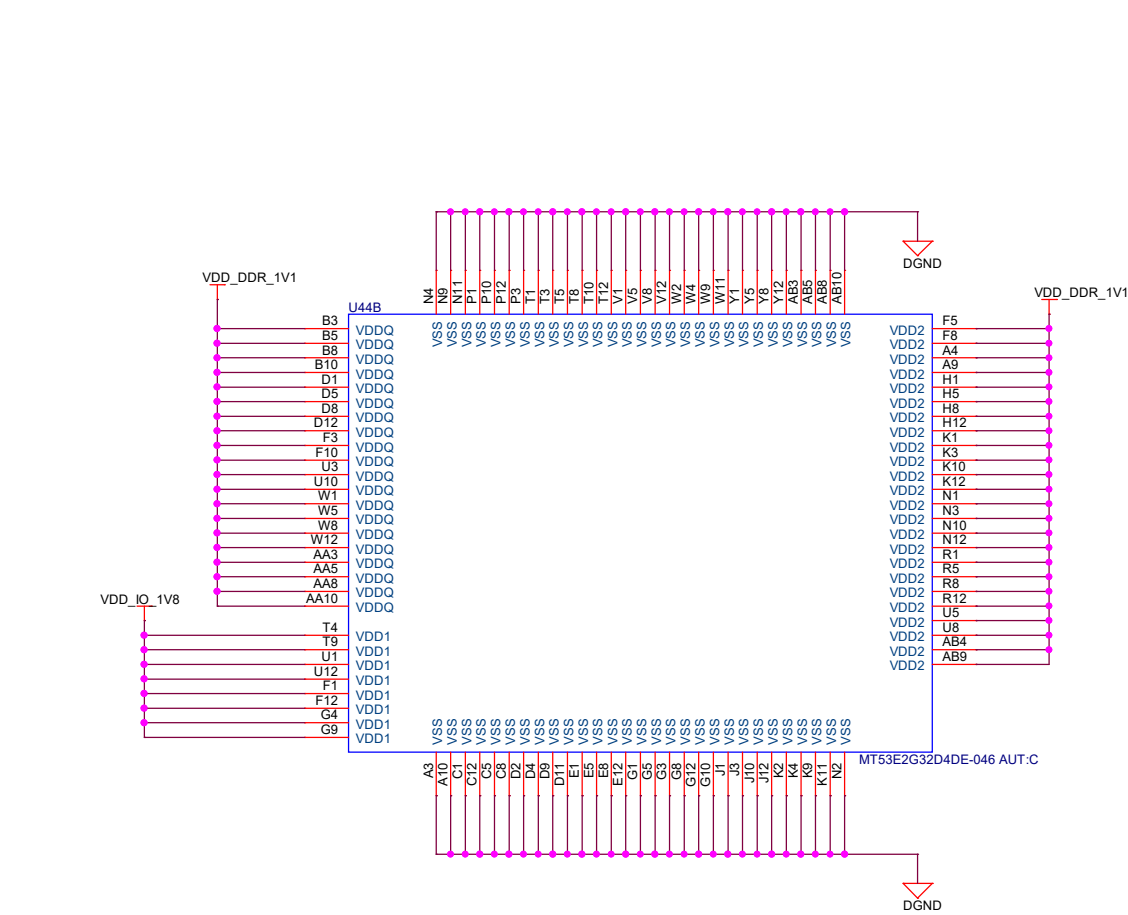 DGND
VDD_DDR_1V1
VDD_DDR_1V1
N4 N9 N11 P1 P10 P12 P3 T1 T3 T5 T8 T10 T12 V1 V5 V8 V12 W2 W4 W9 W11 Y1 Y5 Y8 Y12 AB3 AB5 AB8 AB10
U44B
VSS VSS VSS VSS VSS VSS VSS VSS VSS VSS VSS VSS VSS VSS VSS VSS VSS VSS VSS VSS VSS VSS VSS VSS VSS VSS VSS VSS VSS
B3 VDDQ VDD2 F5
B5 VDDQ VDD2 F8
B8 VDDQ VDD2 A4
B10 VDDQ VDD2 A9
D1 VDDQ VDD2 H1
D5 VDDQ VDD2 H5
D8 VDDQ VDD2 H8
D12 VDDQ VDD2 H12
F3 VDDQ VDD2 K1
F10 VDDQ VDD2 K3
U3 VDDQ VDD2 K10
U10 VDDQ VDD2 K12
W1 VDDQ VDD2 N1
W5 VDDQ VDD2 N3
W8 VDDQ VDD2 N10
W12 VDDQ VDD2 N12
AA3 VDDQ VDD2 R1
AA5 VDDQ VDD2 R5
AA8 VDDQ VDD2 R8
AA10 VDDQ VDD2 R12
VDD_IO_1V8
VDD2 U5
T4 VDD1 VDD2 U8
T9 VDD1 VDD2 AB4
U1 VDD1 VDD2 AB9
U12 VDD1
F1 VDD1
F12 VDD1
G4 VDD1
G9 VDD1
VSS VSS VSS VSS VSS VSS VSS VSS VSS VSS VSS VSS VSS VSS VSS VSS VSS VSS VSS VSS VSS VSS VSS VSS VSS VSS VSS VSS VSS
MT53E2G32D4DE-046 AUT:C
A3 A10 C1 C12 C5 C8 D2 D4 D9 D11 E1 E5 E8 E12 G1 G5 G3 G8 G12 G10 J1 J3 J10 J12 K2 K4 K9 K11 N2
DGND